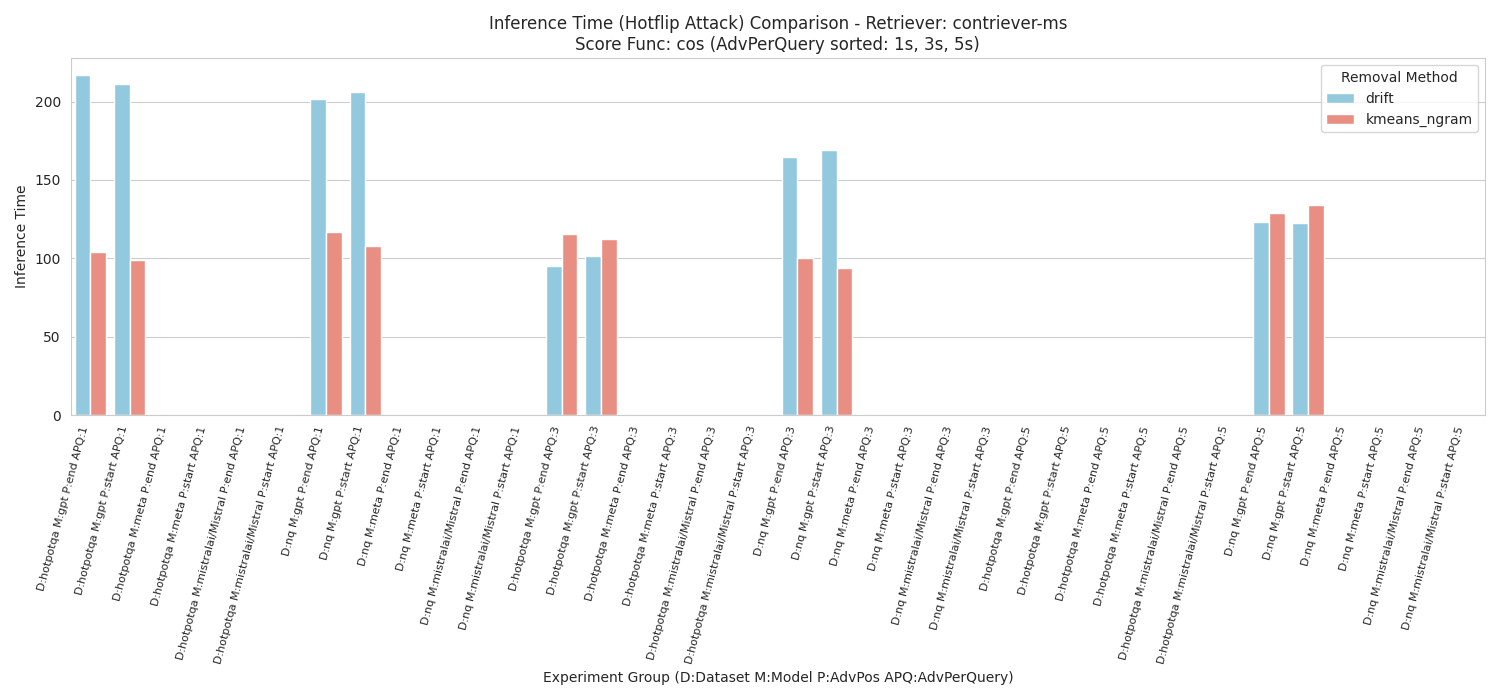 Inference Time (Hotflip Attack) Comparison - Retriever: contriever-ms
Score Func: cos (AdvPerQuery sorted: 1s, 3s, 5s)
Removal Method
drift
kmeans_ngram
Inference Time
200
150
100
50
0
D:hotpotqa M:gpt P:end APQ:1
D:hotpotqa M:gpt P:start APQ:1
D:hotpotqa M:meta P:end APQ:1
D:hotpotqa M:meta P:start APQ:1
D:hotpotqa M:mistralai/Mistral P:end APQ:1
D:hotpotqa M:mistralai/Mistral P:start APQ:1
D:nq M:gpt P:end APQ:1
D:nq M:gpt P:start APQ:1
D:nq M:meta P:end APQ:1
D:nq M:meta P:start APQ:1
D:nq M:mistralai/Mistral P:end APQ:1
D:nq M:mistralai/Mistral P:start APQ:1
D:hotpotqa M:gpt P:end APQ:3
D:hotpotqa M:gpt P:start APQ:3
D:hotpotqa M:meta P:end APQ:3
D:hotpotqa M:meta P:start APQ:3
D:hotpotqa M:mistralai/Mistral P:end APQ:3
D:hotpotqa M:mistralai/Mistral P:start APQ:3
D:nq M:gpt P:end APQ:3
D:nq M:gpt P:start APQ:3
D:nq M:meta P:end APQ:3
D:nq M:meta P:start APQ:3
D:nq M:mistralai/Mistral P:end APQ:3
D:nq M:mistralai/Mistral P:start APQ:3
D:hotpotqa M:gpt P:end APQ:5
D:hotpotqa M:gpt P:start APQ:5
D:hotpotqa M:meta P:end APQ:5
D:hotpotqa M:meta P:start APQ:5
D:hotpotqa M:mistralai/Mistral P:end APQ:5
D:hotpotqa M:mistralai/Mistral P:start APQ:5
D:nq M:gpt P:end APQ:5
D:nq M:gpt P:start APQ:5
D:nq M:meta P:end APQ:5
D:nq M:meta P:start APQ:5
D:nq M:mistralai/Mistral P:end APQ:5
D:nq M:mistralai/Mistral P:start APQ:5
Experiment Group (D:Dataset M:Model P:AdvPos APQ:AdvPerQuery)